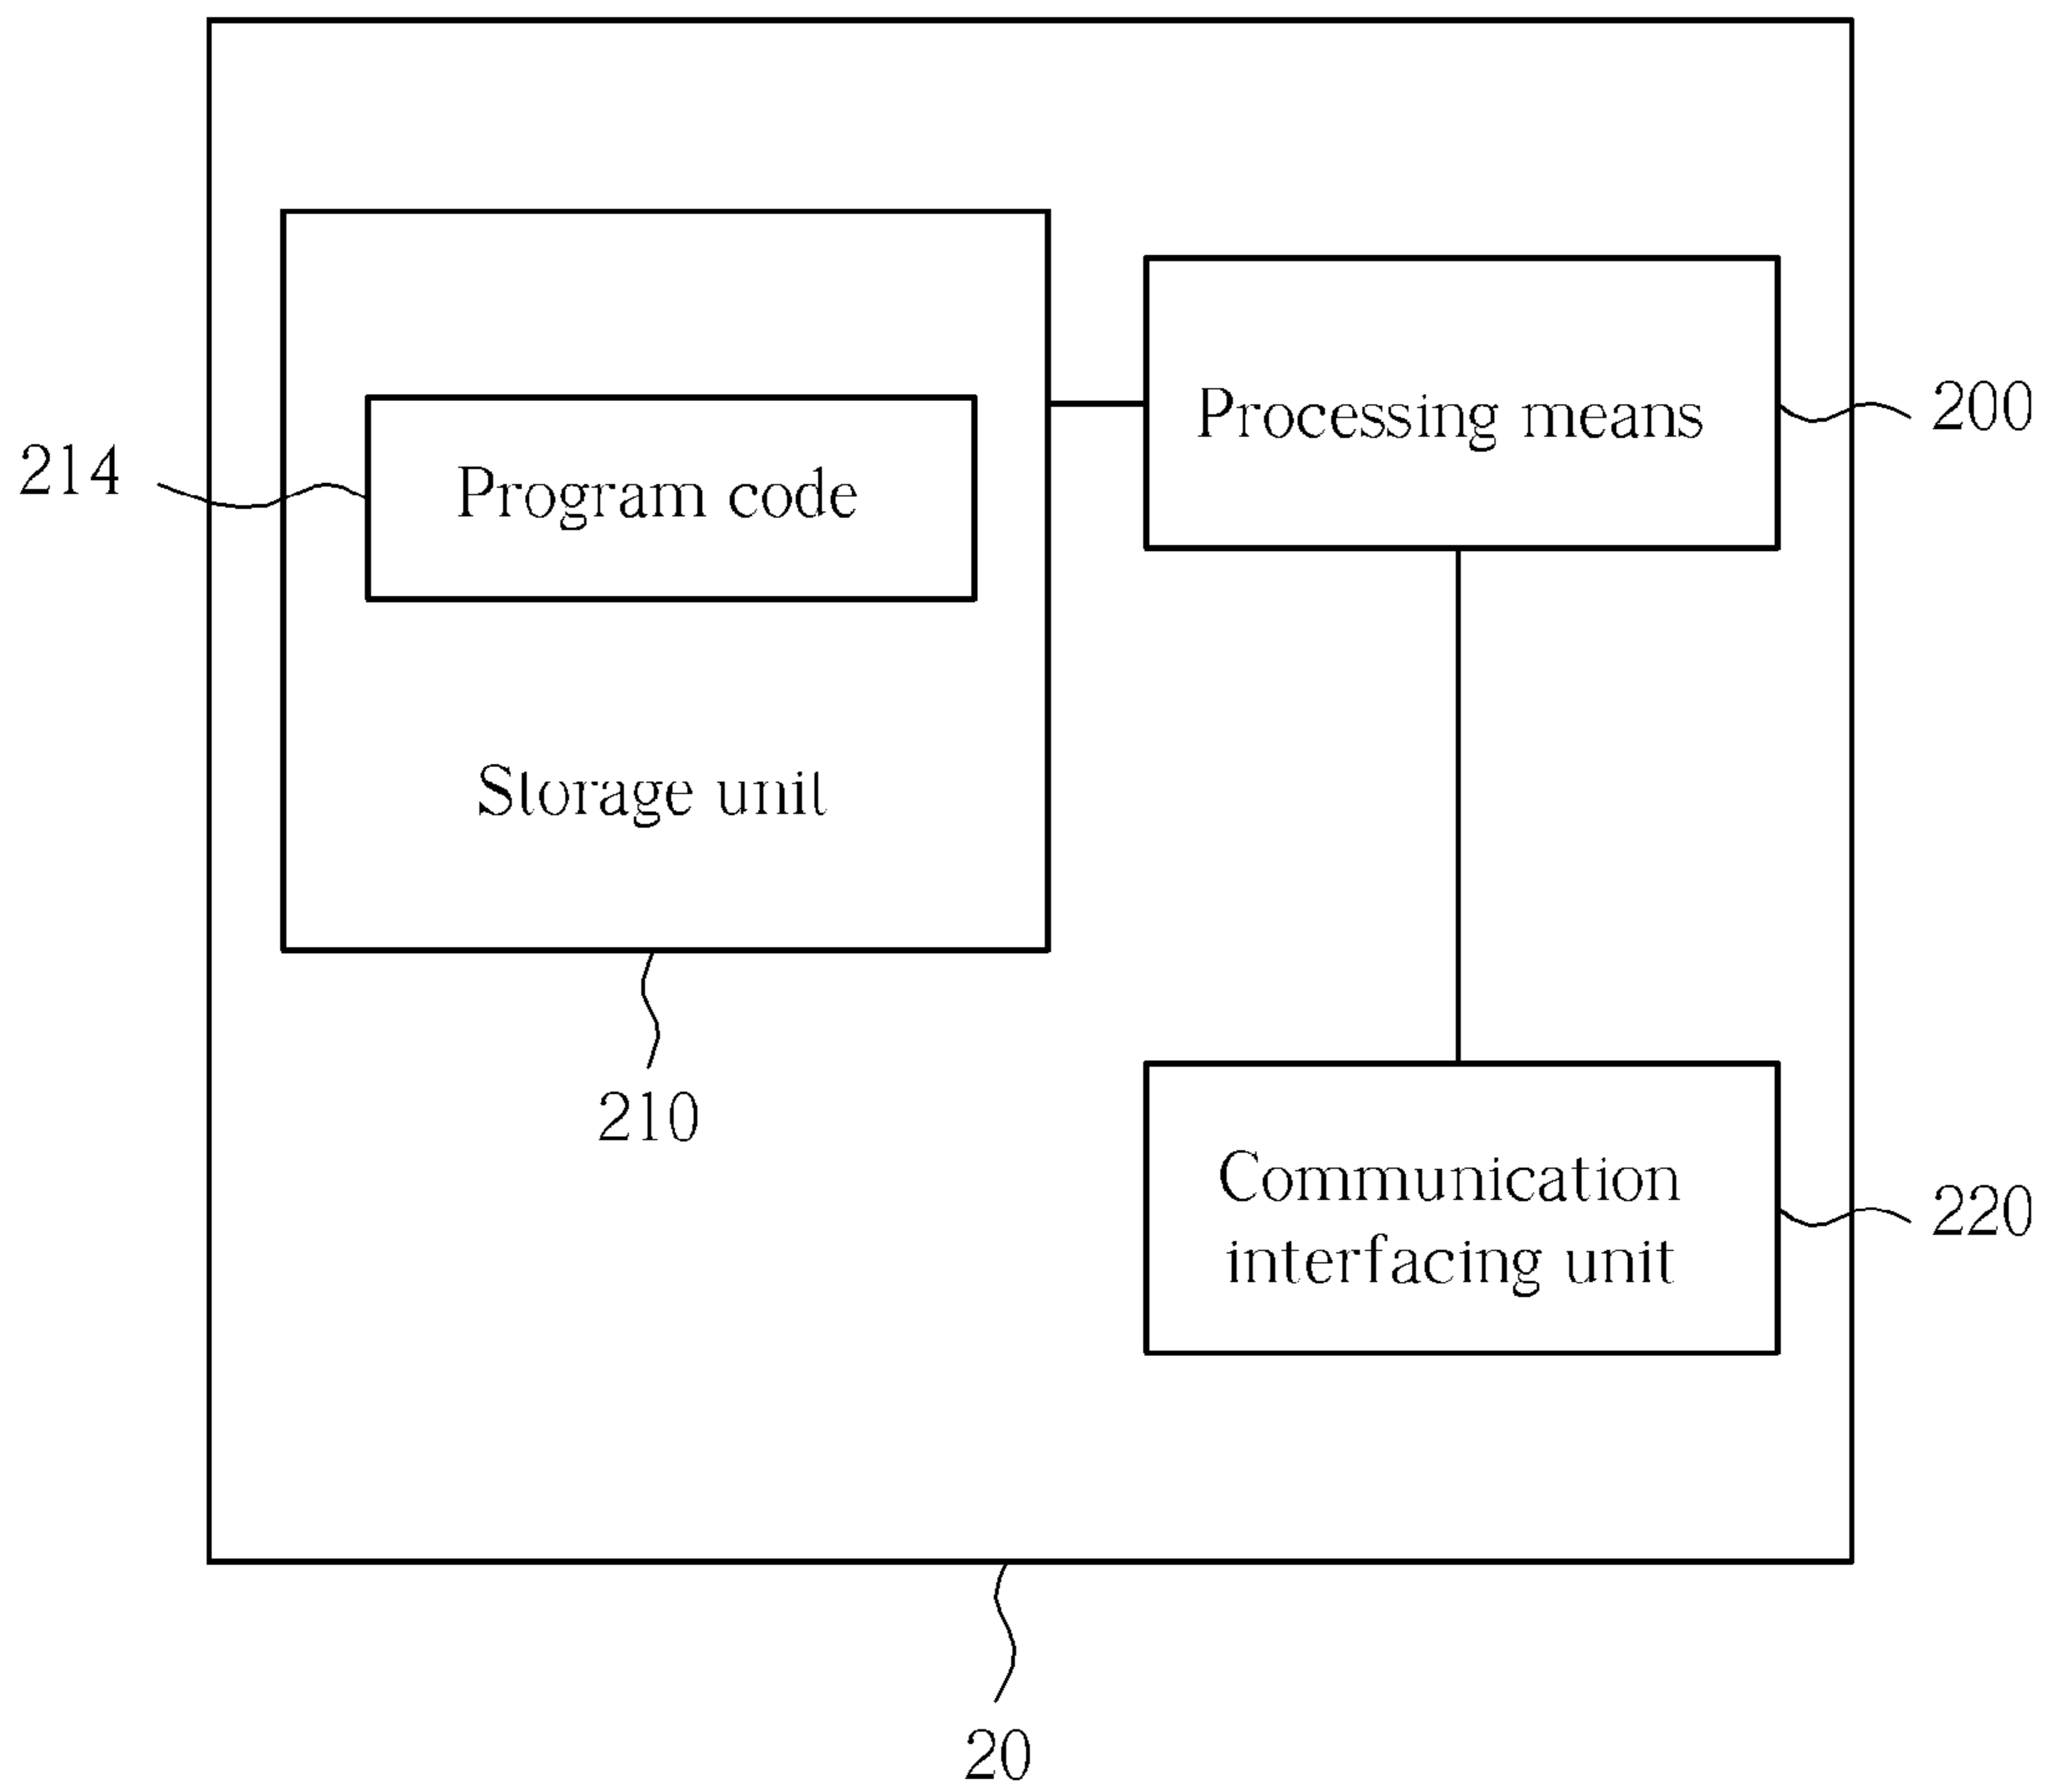 Processing means
200
214
Program code
Storage unit
210
Communication
interfacing unit
220
20